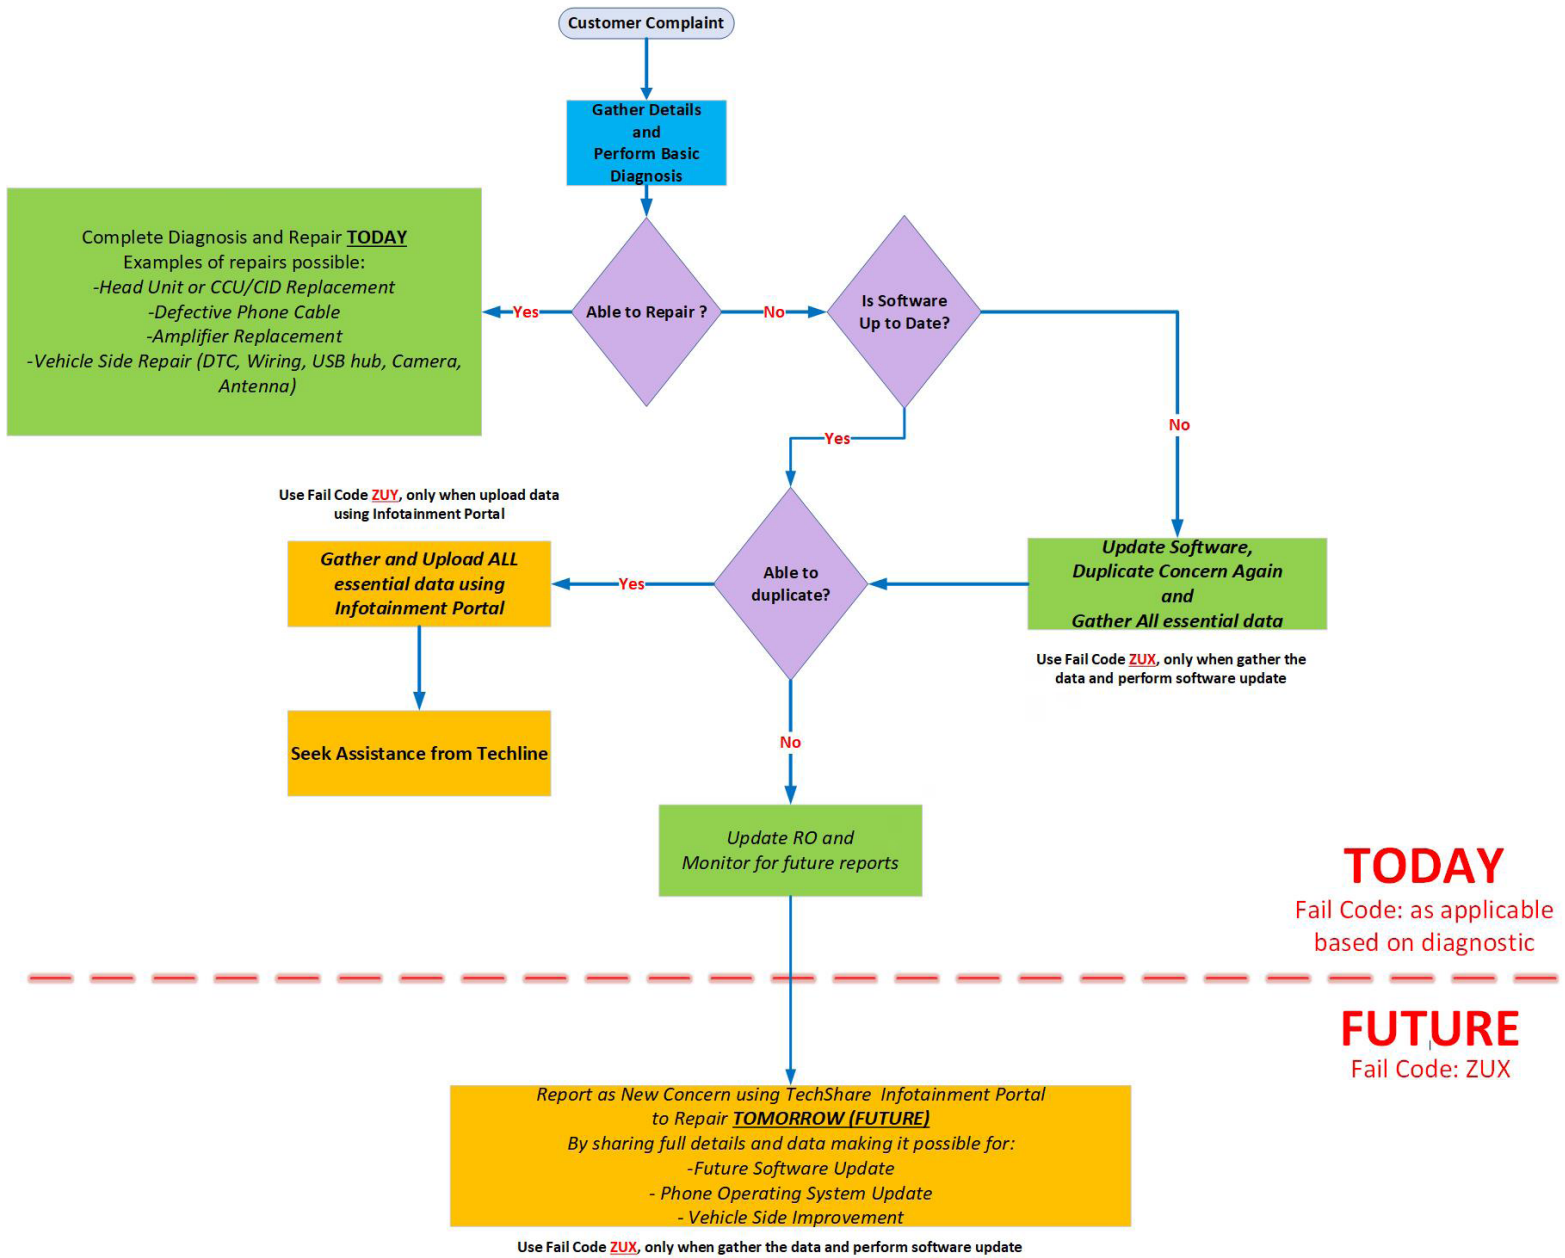 Customer Complaint
Gather Details
and
Perform Basic
Diagnosis
Complete Diagnosis and Repair TODAY
Examples of repairs possible:
-Head Unit or CCU/CID Replacement
-Defective Phone Cable
-Amplifier Replacement
-Vehicle Side Repair (DTC, Wiring, USB hub, Camera,
Antenna)
Yes
Able to Repair ?
No
Is Software
Up to Date?
Yes
No
Use Fail Code ZUY, only when upload data
using Infotainment Portal
Gather and Upload ALL
essential data using
Infotainment Portal
Yes
Able to
duplicate?
Update Software,
Duplicate Concern Again
and
Gather All essential data
Use Fail Code ZUX, only when gather the
data and perform software update
Seek Assistance from Techline
No
Update RO and
Monitor for future reports
TODAY
Fail Code: as applicable
based on diagnostic
FUTURE
Fail Code: ZUX
Report as New Concern using TechShare  Infotainment Portal
to Repair TOMORROW (FUTURE)
By sharing full details and data making it possible for:
-Future Software Update
- Phone Operating System Update
- Vehicle Side Improvement
Use Fail Code ZUX, only when gather the data and perform software update